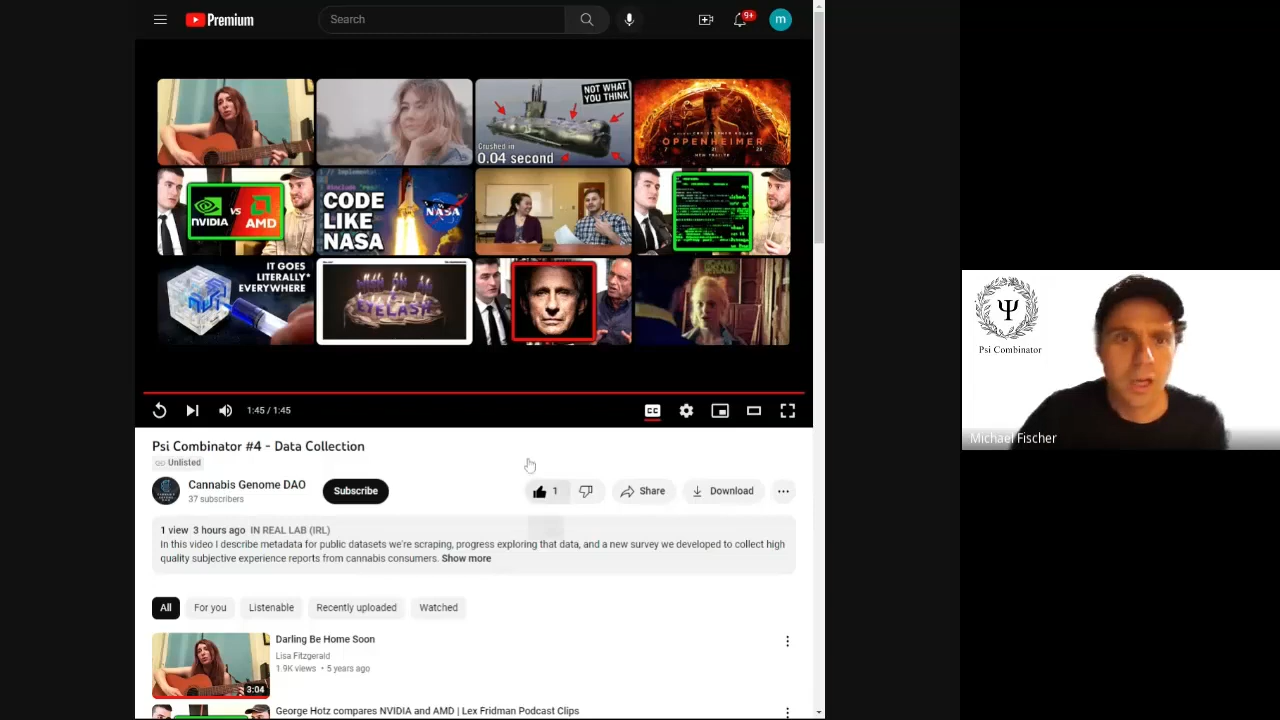 Premium
Search
9+
m
NOT WHAT
YOU THINK
Crushed in
0.04 second
OPPENHEIMER
NEW TRAILER
NVIDIA
VS
AMD
CODE
LIKE
NASA
NASA
IT GOES
LITERALLY*
EVERYWHERE
EYELASH
1:45 / 1:45
CC
Psi Combinator #4 - Data Collection
Unlisted
Cannabis Genome DAO
37 subscribers
Subscribe
1
Share
Download
1 view 3 hours ago IN REAL LAB (IRL)
In this video I describe metadata for public datasets we're scraping, progress exploring that data, and a new survey we developed to collect high
quality subjective experience reports from cannabis consumers. Show more
All
For you
Listenable
Recently uploaded
Watched
Darling Be Home Soon
Lisa Fitzgerald
1.9K views • 5 years ago
3:04
George Hotz compares NVIDIA and AMD | Lex Fridman Podcast Clips
Ψ
Psi Combinator
Michael Fischer